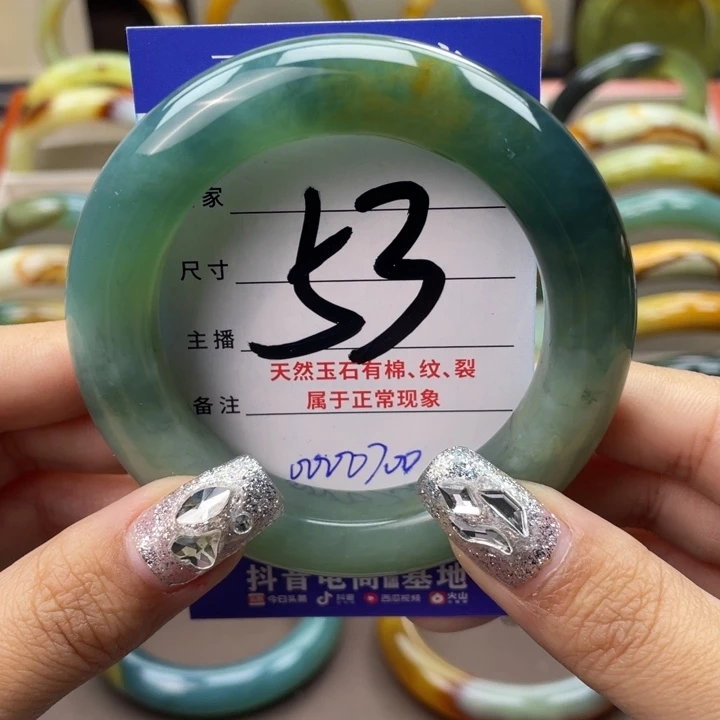 家
53
尺寸
主播
天然玉石有棉、纹、裂
属于正常现象
备注
抖音电商 基地
今日头条 抖音 西瓜视频 火山